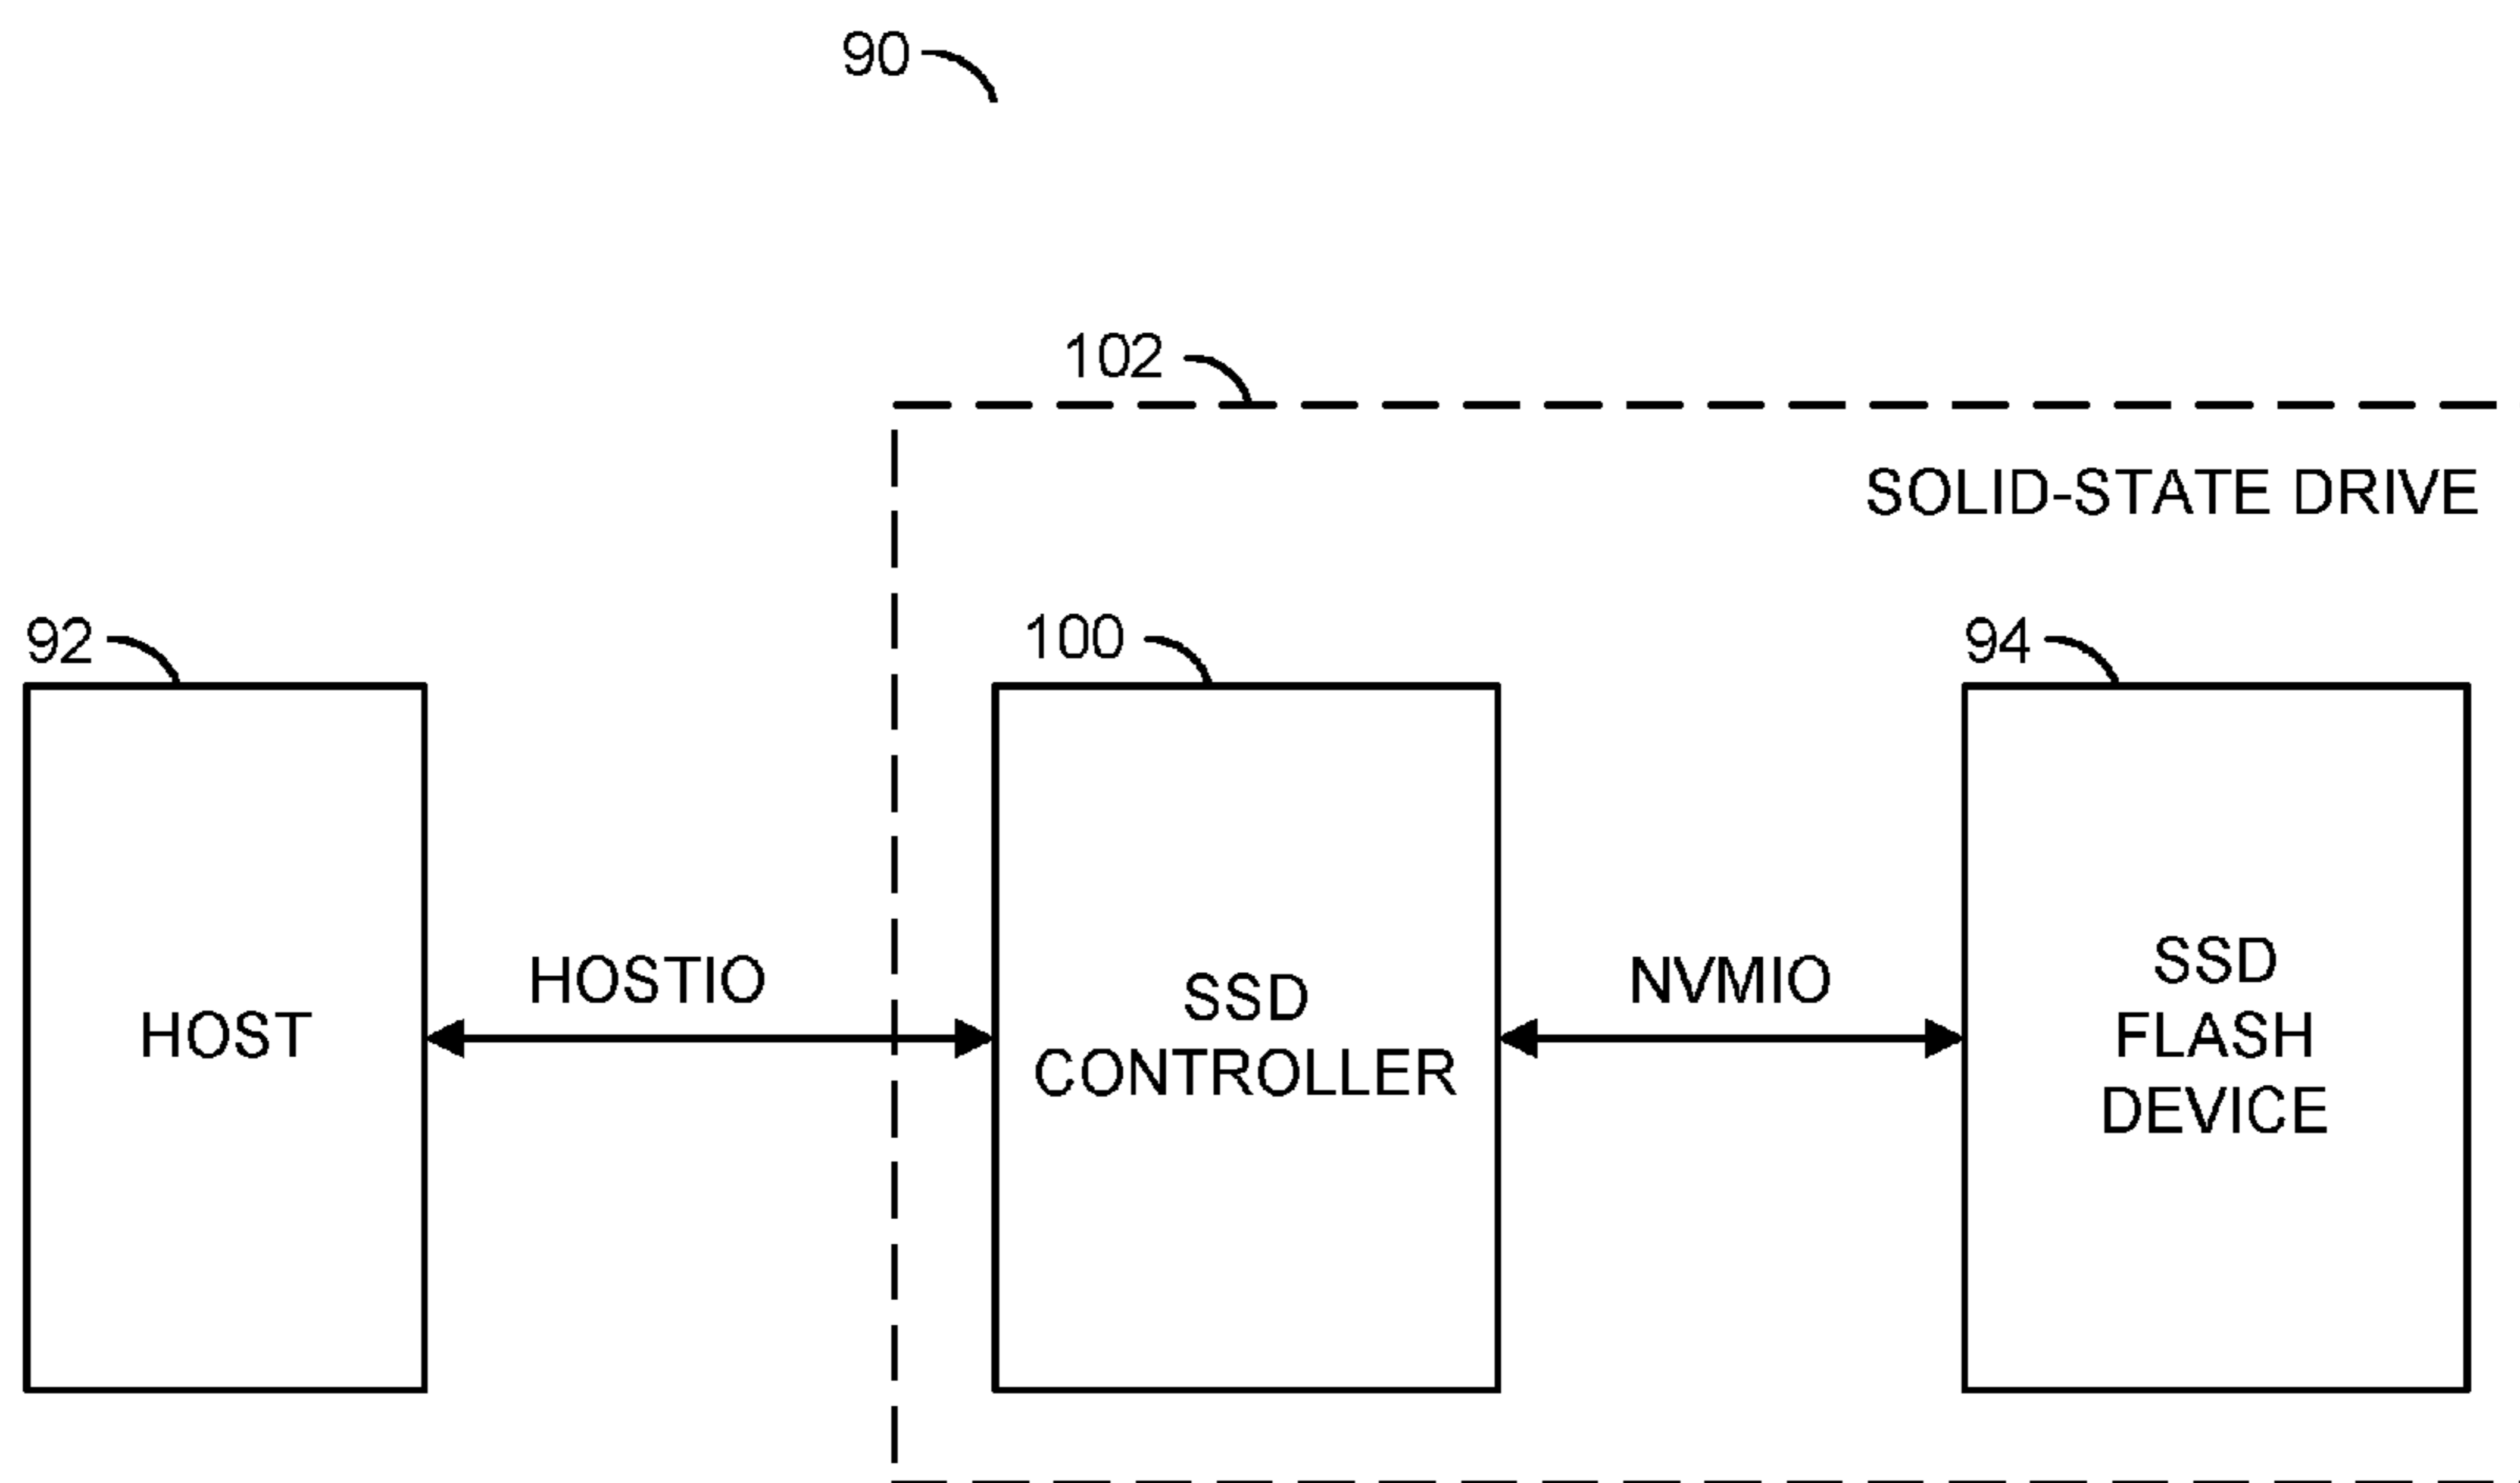 90
102
SOLID-STATE DRIVE
92
100
94
HOST
HOSTIO
SSD
CONTROLLER
NVMIO
SSD
FLASH
DEVICE